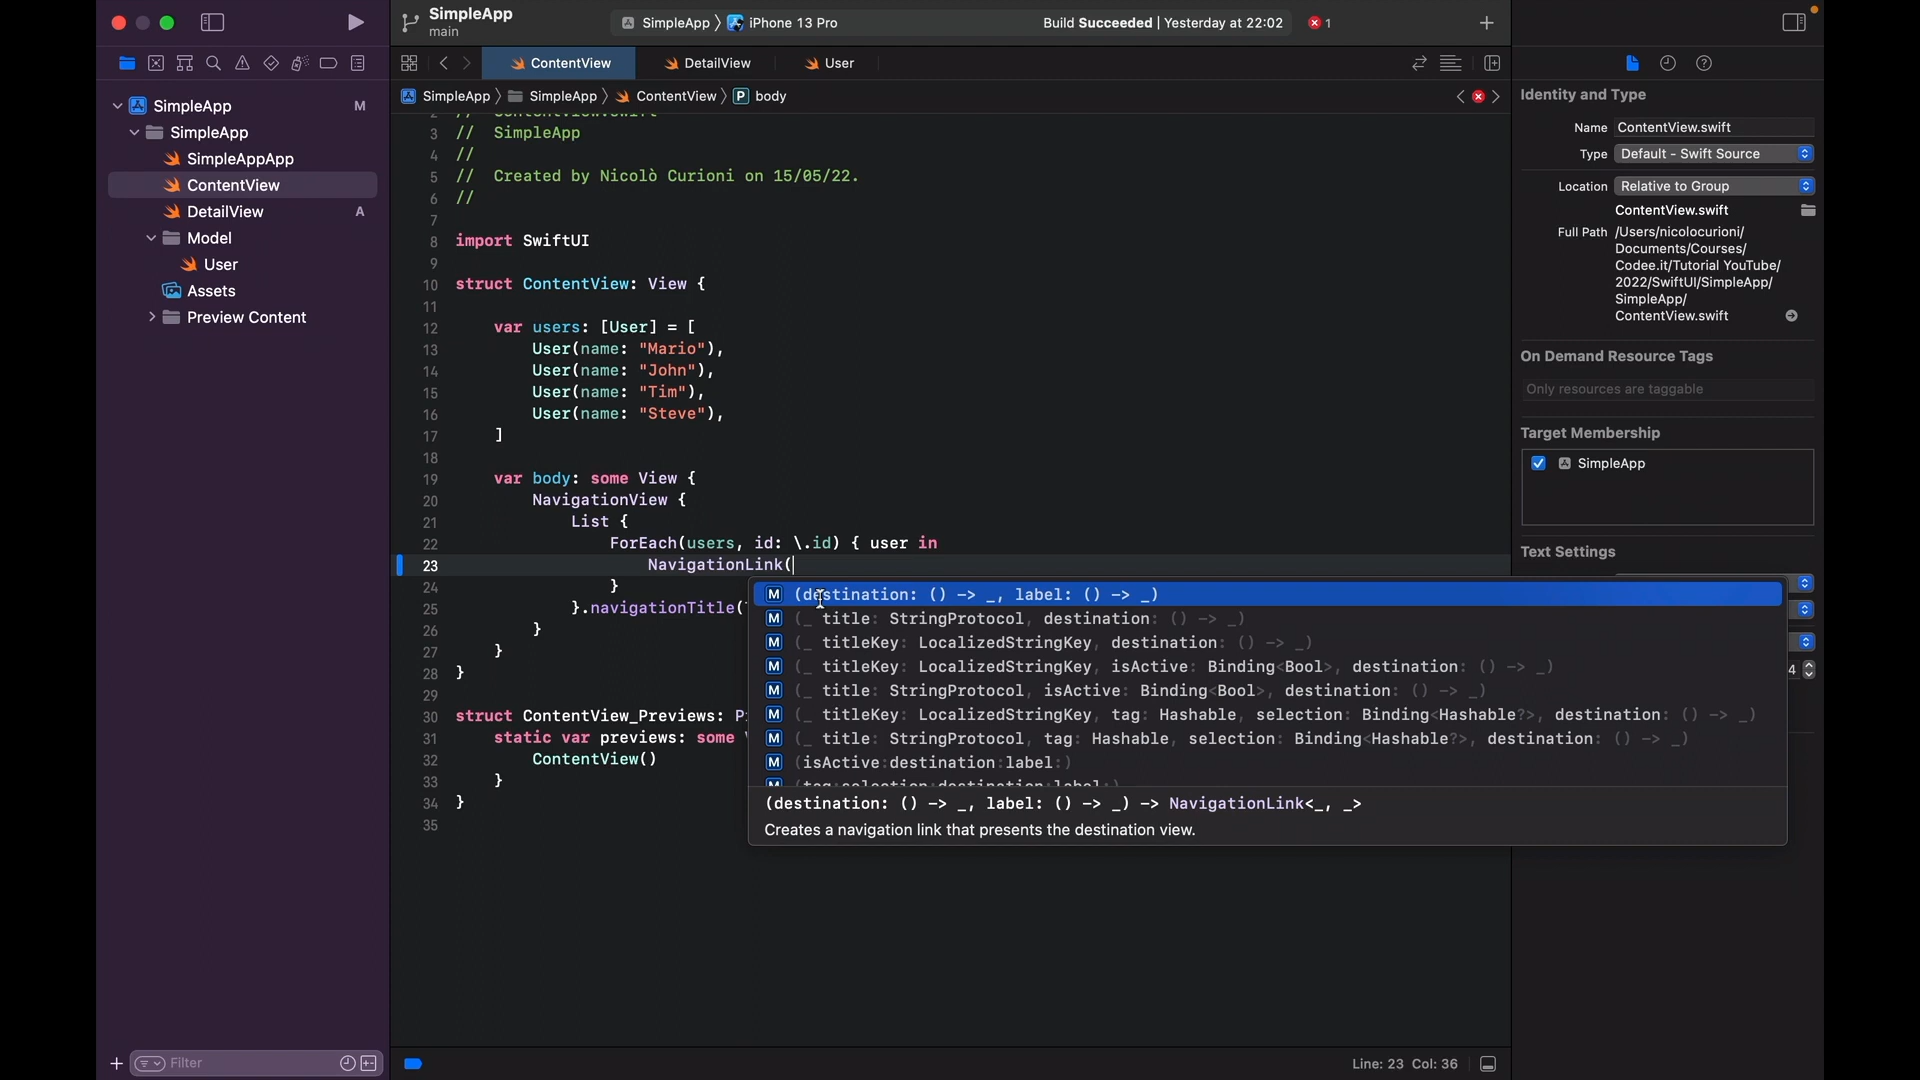 SimpleApp
main
SimpleApp
iPhone 13 Pro
Build Succeeded | Yesterday at 22:02
1
ContentView
DetailView
User
SimpleApp
SimpleApp
ContentView
P
body
SimpleApp
M
SimpleApp
SimpleAppApp
ContentView
DetailView
A
Model
User
Assets
Preview Content
Filter
2 // ContentView.swift
3 // SimpleApp
4 //
5 // Created by Nicolò Curioni on 15/05/22.
6 //
7
8 import SwiftUI
9
10 struct ContentView: View {
11
12 var users: [User] = [
13 User(name: "Mario"),
14 User(name: "John"),
15 User(name: "Tim"),
16 User(name: "Steve"),
17 ]
18
19 var body: some View {
20 NavigationView {
21 List {
22 ForEach(users, id: \.id) { user in
23 NavigationLink(
24 }
25 }.navigationTitle(
26 }
27 }
28 }
29
30 struct ContentView_Previews:
31 static var previews: some
32 ContentView()
33 }
34 }
35
M (destination: () -> _, label: () -> _)
M (_ title: StringProtocol, destination: () -> _)
M (_ titleKey: LocalizedStringKey, destination: () -> _)
M (_ titleKey: LocalizedStringKey, isActive: Binding<Bool>, destination: () -> _)
M (_ title: StringProtocol, isActive: Binding<Bool>, destination: () -> _)
M (_ titleKey: LocalizedStringKey, tag: Hashable, selection: Binding<Hashable?>, destination: () -> _)
M (_ title: StringProtocol, tag: Hashable, selection: Binding<Hashable?>, destination: () -> _)
M (isActive:destination:label:)
M (tag:selection:destination:label:)
(destination: () -> _, label: () -> _) -> NavigationLink<_, _>
Creates a navigation link that presents the destination view.
Line: 23 Col: 36
Identity and Type
Name ContentView.swift
Type Default - Swift Source
Location Relative to Group
ContentView.swift
Full Path /Users/nicolocurioni/
Documents/Courses/
Codee.it/Tutorial YouTube/
2022/SwiftUI/SimpleApp/
SimpleApp/
ContentView.swift
On Demand Resource Tags
Only resources are taggable
Target Membership
SimpleApp
Text Settings
4